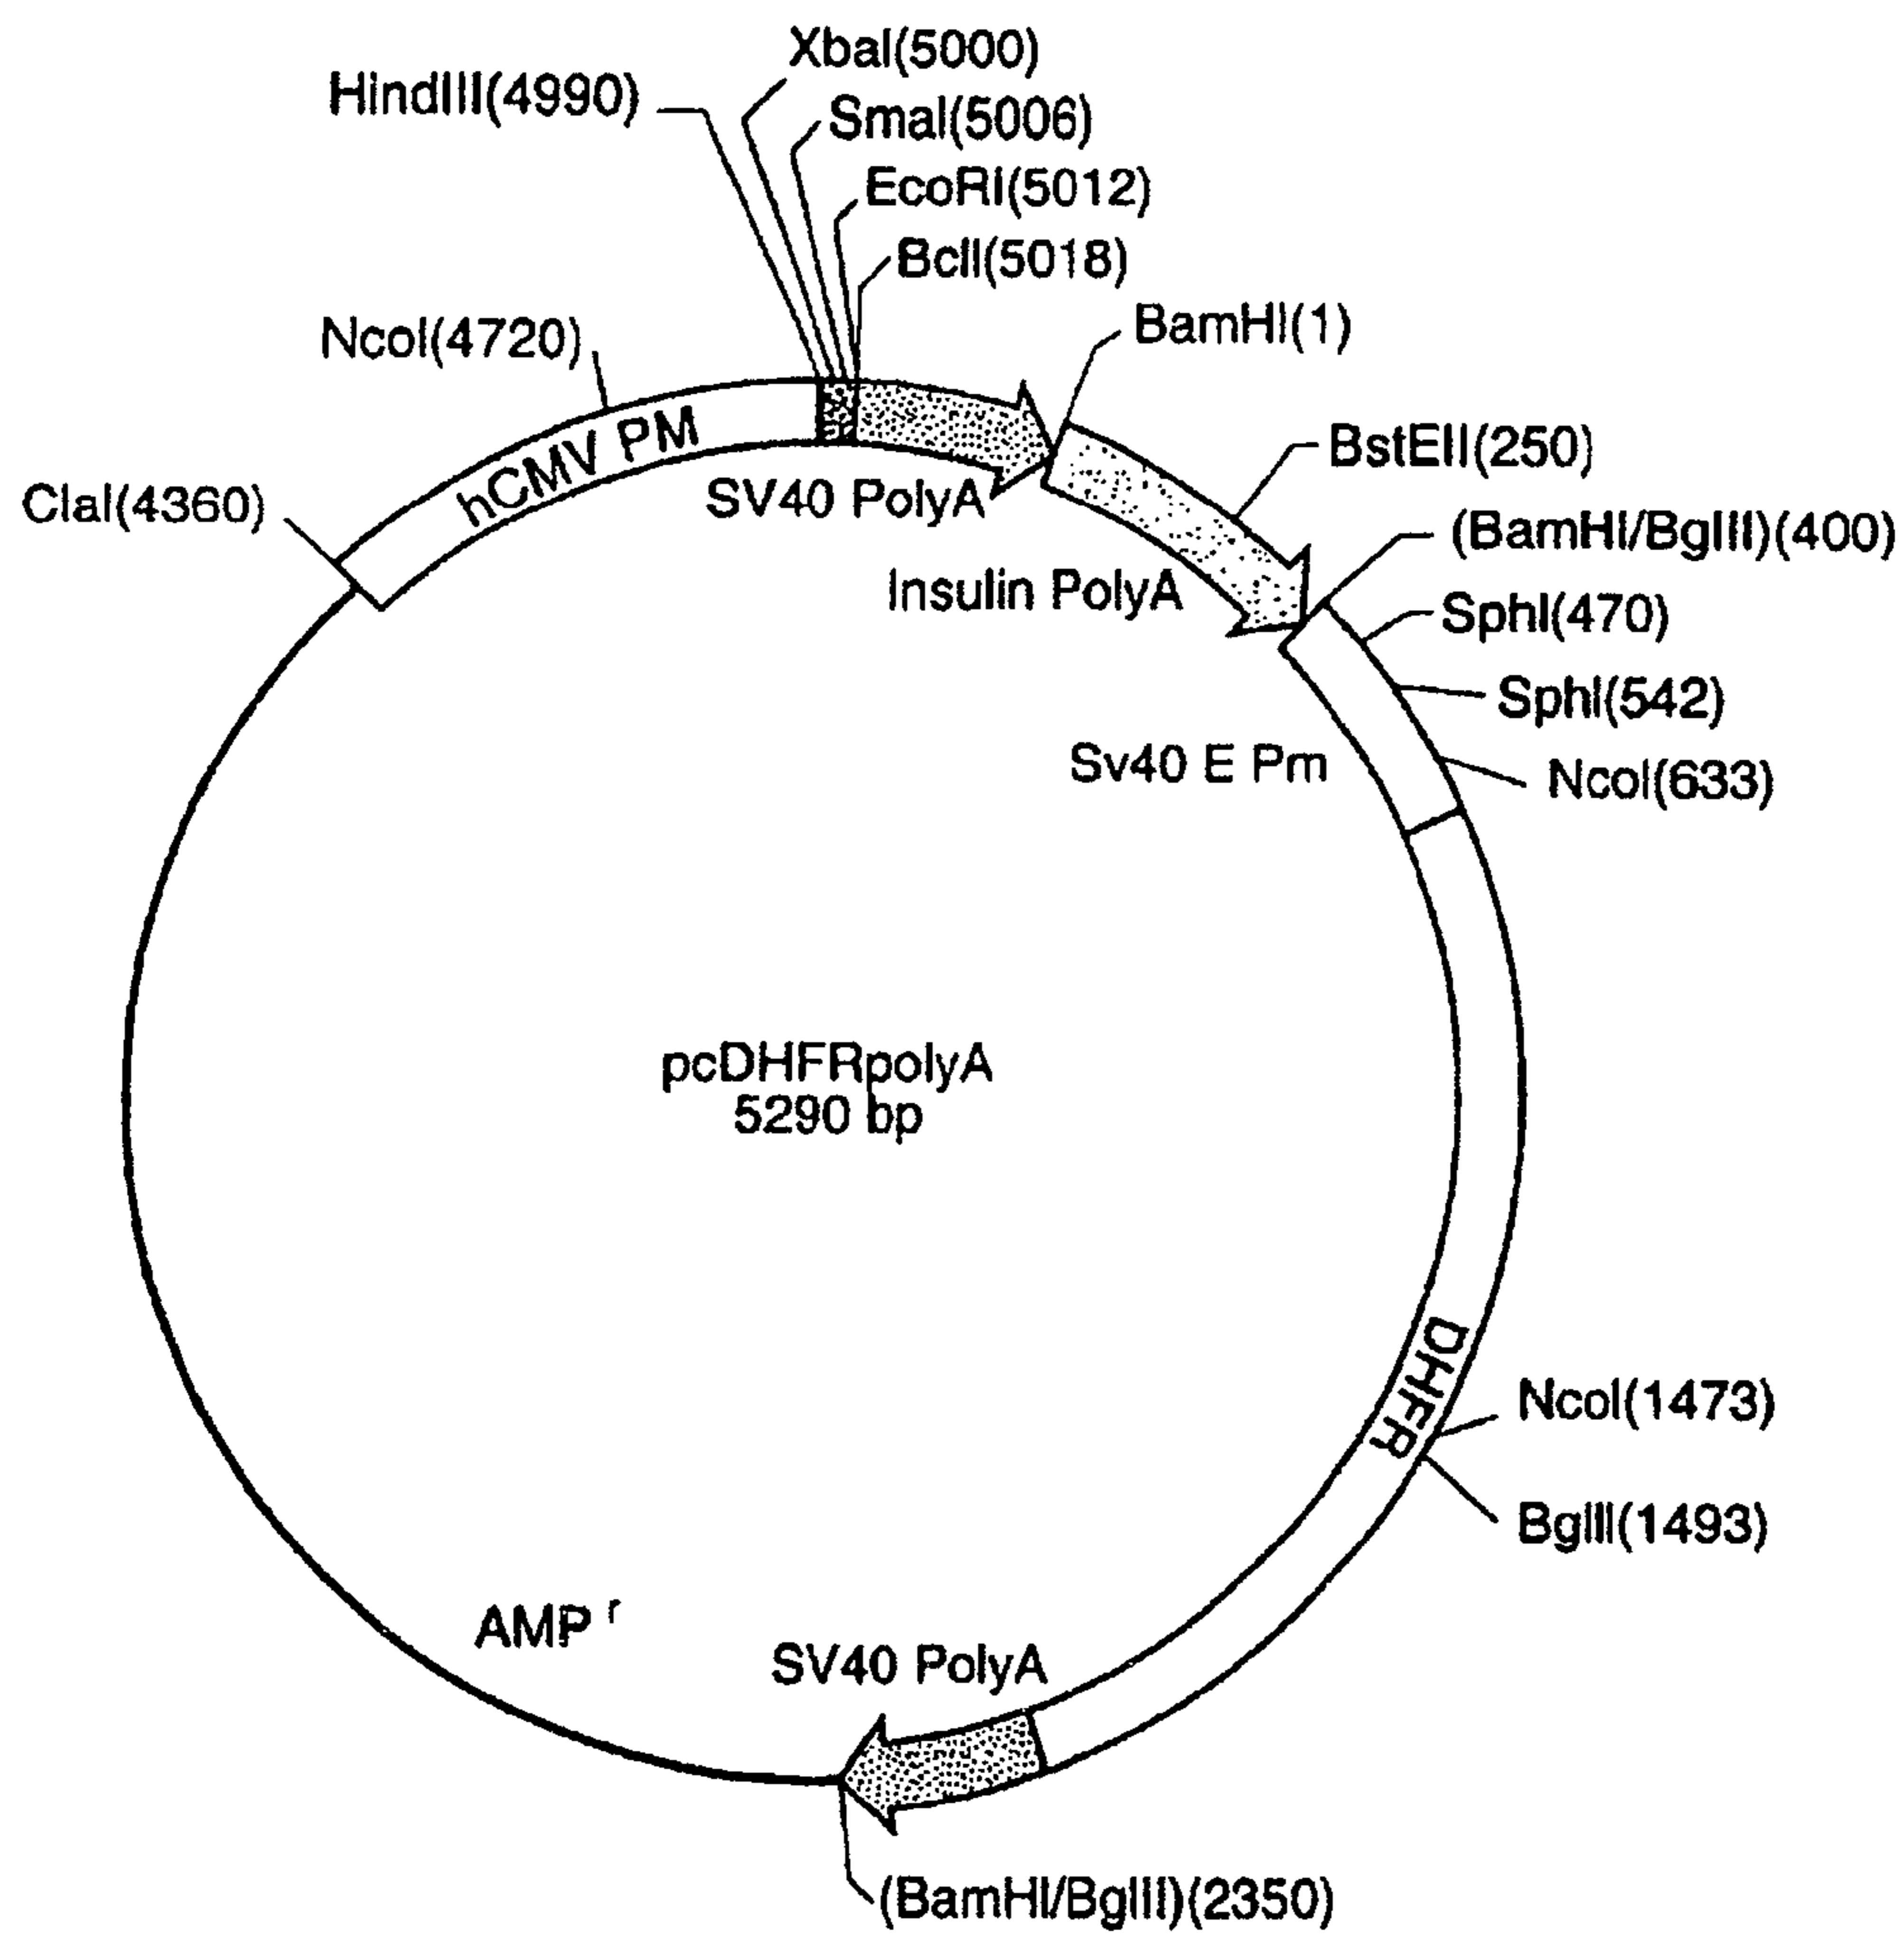 XbaI(5000)
HindIII(4990)
SmaI(5006)
EcoRI(5012)
BclI(5018)
BamHI(1)
NcoI(4720)
hCMV PM
BstEII(250)
ClaI(4360)
SV40 PolyA
(BamHI/BglII)(400)
Insulin PolyA
SphI(470)
SphI(542)
Sv40 E Pm
NcoI(633)
pcDHFRpolyA
5290 bp
DHFR
NcoI(1473)
BglII(1493)
AMP r
SV40 PolyA
(BamHI/BglII)(2350)